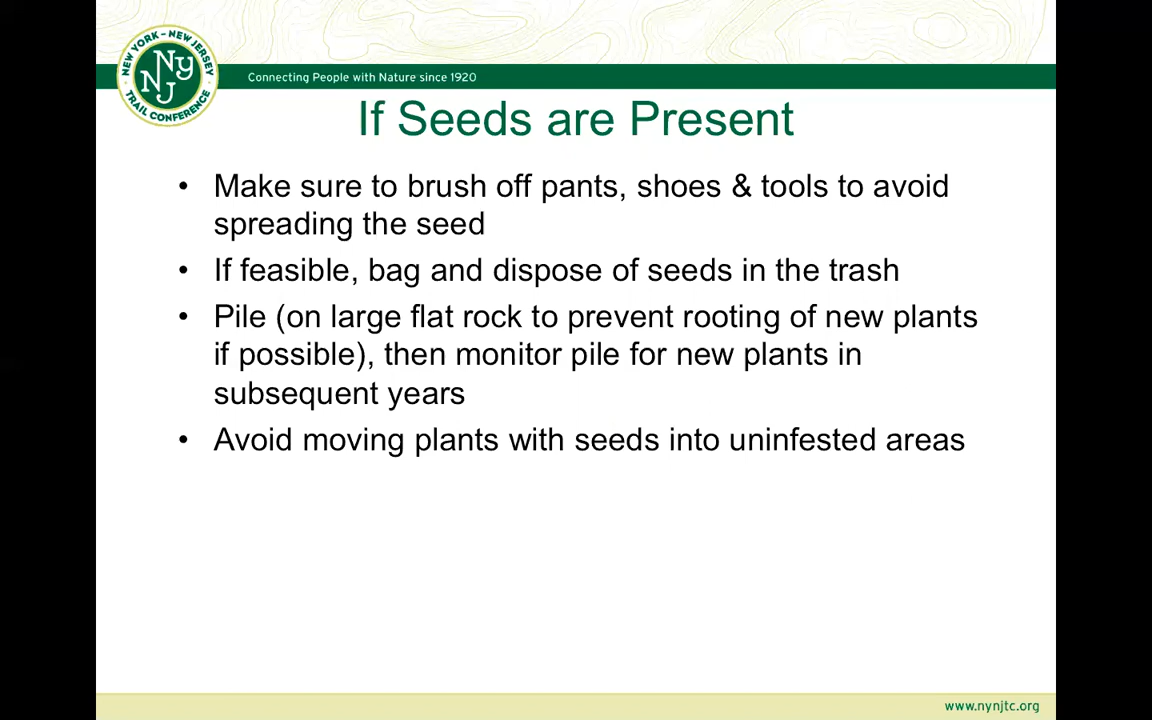 NEW YORK - NEW JERSEY
NY
NJ
TRAIL CONFERENCE
Connecting People with Nature since 1920
If Seeds are Present
• Make sure to brush off pants, shoes & tools to avoid
spreading the seed
• If feasible, bag and dispose of seeds in the trash
• Pile (on large flat rock to prevent rooting of new plants
if possible), then monitor pile for new plants in
subsequent years
• Avoid moving plants with seeds into uninfested areas
www.nynjtc.org